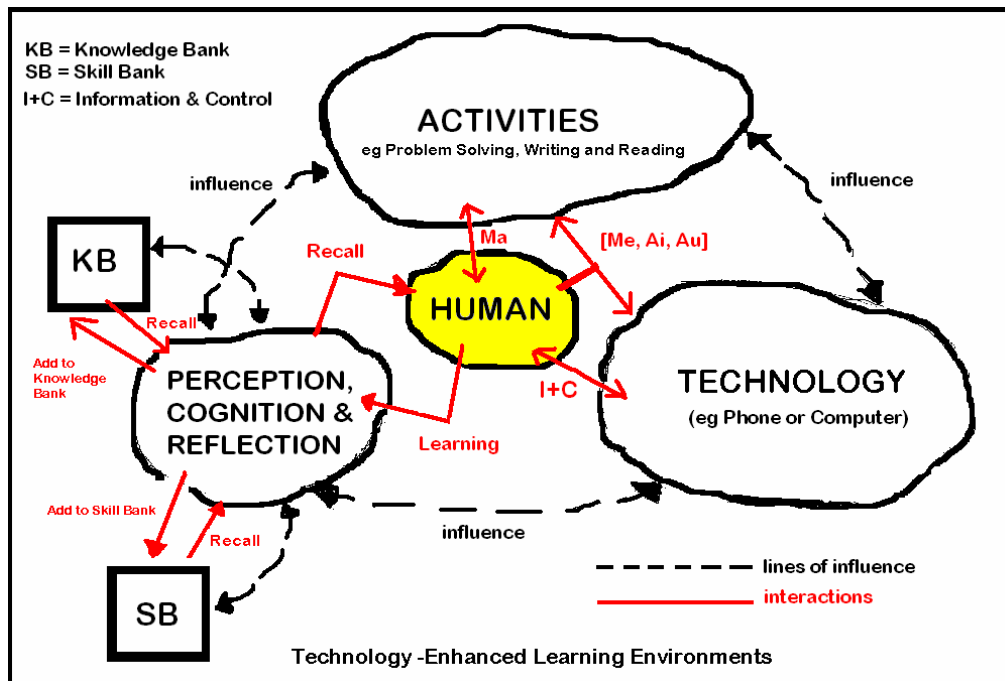 KB = Knowledge Bank
SB = Skill Bank
I+C = Information & Control
ACTIVITIES
eg Problem Solving, Writing and Reading
influence
influence
KB
Recall
Ma
[Me, Ai, Au]
HUMAN
Recall
Add to
Knowledge
Bank
PERCEPTION,
COGNITION &
REFLECTION
I+C
TECHNOLOGY
(eg Phone or Computer)
Learning
Add to Skill Bank
Recall
influence
SB
lines of influence
interactions
Technology -Enhanced Learning Environments